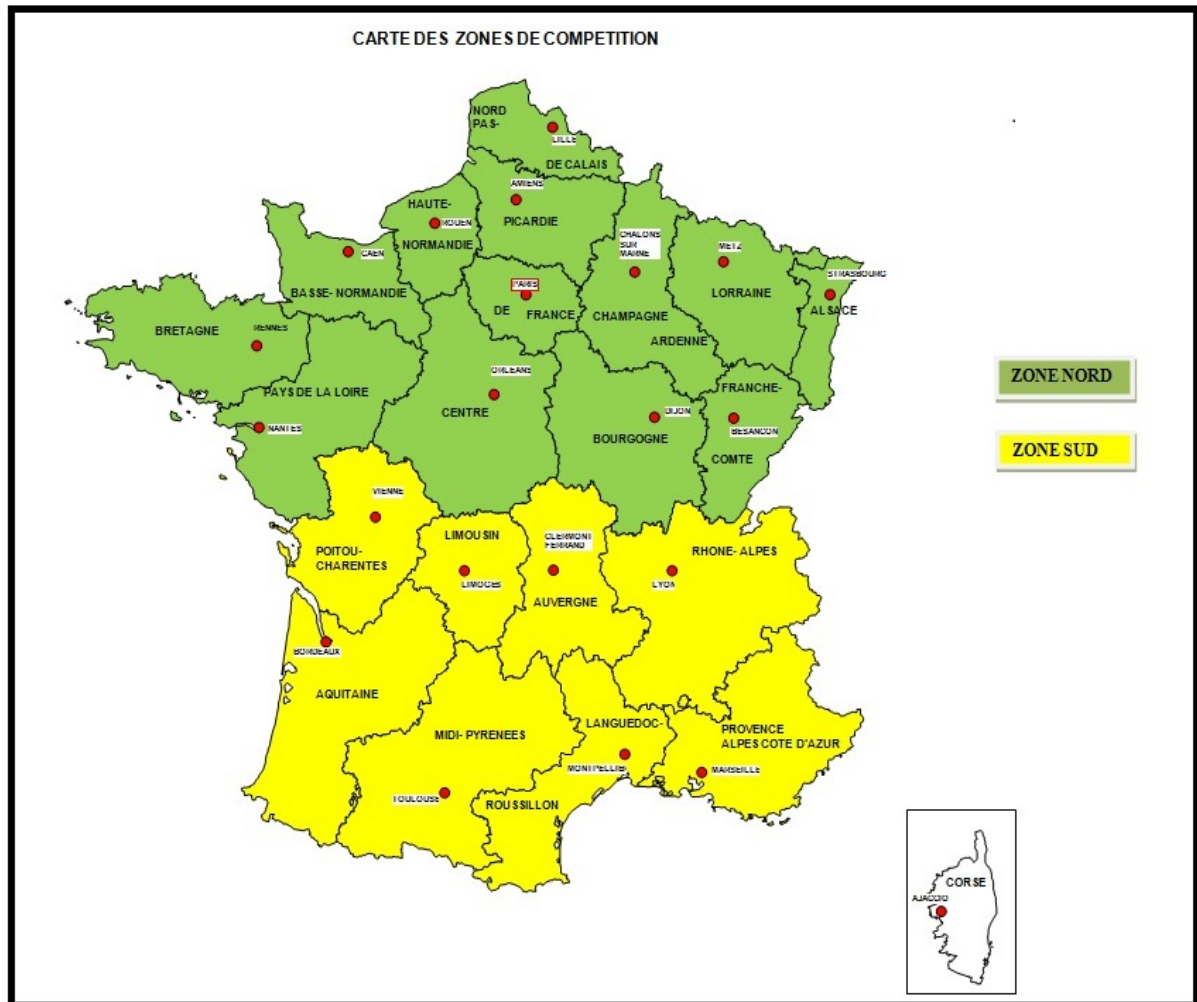 CARTE DES ZONES DE COMPETITION
NORD
PAS-
LILLE
DE CALAIS
AMIENS
PICARDIE
HAUTE-
ROUEN
NORMANDIE
CAEN
BASSE- NORMANDIE
CHALONS
SUR
MARNE
METZ
LORRAINE
STRASBOURG
ALSACE
PARIS
DE FRANCE
CHAMPAGNE
ARDENNE
BRETAGNE
RENNES
PAYS DE LA LOIRE
NANTES
ORLEANS
CENTRE
DIJON
BOURGOGNE
FRANCHE-
BESANCON
COMTE
ZONE NORD
ZONE SUD
VIENNE
POITOU-
CHARENTES
LIMOUSIN
LIMOGES
CLERMONT
FERRAND
AUVERGNE
RHONE- ALPES
LYON
BORDEAUX
AQUITAINE
MIDI- PYRENEES
TOULOUSE
LANGUEDOC-
MONTPELLIE
ROUSSILLON
PROVENCE
ALPES COTE D'AZUR
MARSEILLE
CORSE
AJACCIO